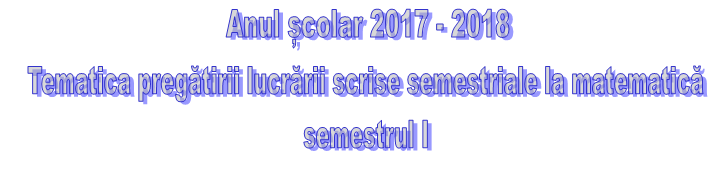 Anul școlar 2017 - 2018
Tematica pregătirii lucrării scrise semestriale la matematică
semestrul I